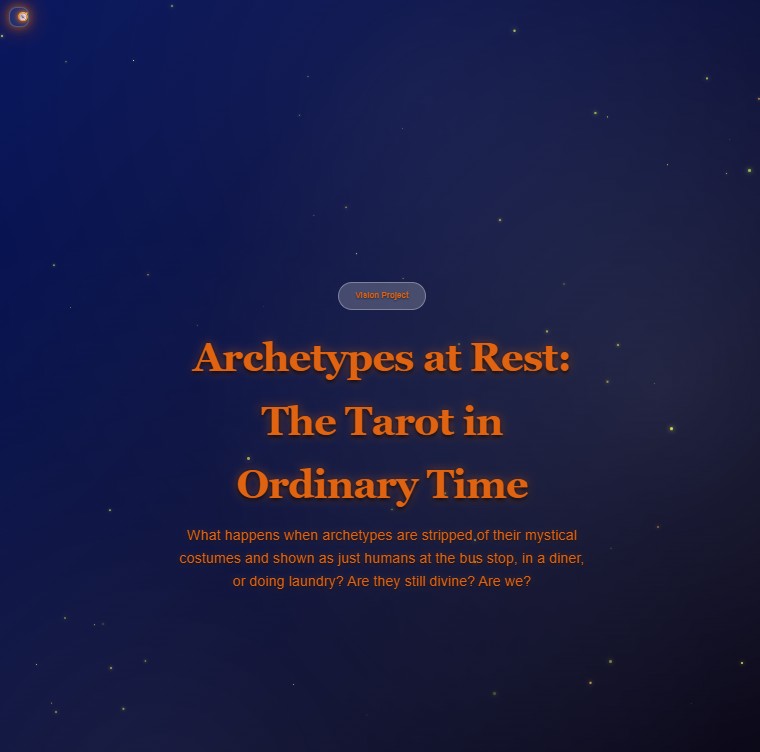 Vision Project
Archetypes at Rest:
The Tarot in
Ordinary Time
What happens when archetypes are stripped of their mystical
costumes and shown as just humans at the bus stop, in a diner,
or doing laundry? Are they still divine? Are we?